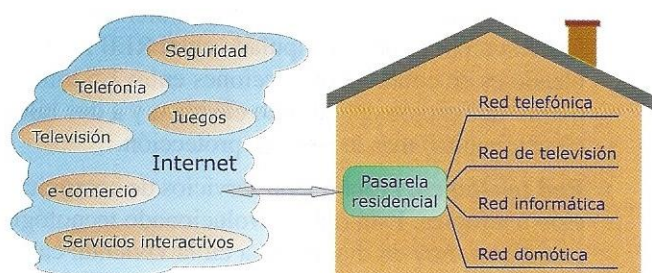 Seguridad
Telefonía
Juegos
Televisión
Internet
e-comercio
Servicios interactivos
Pasarela
residencial
Red telefónica
Red de televisión
Red informática
Red domótica